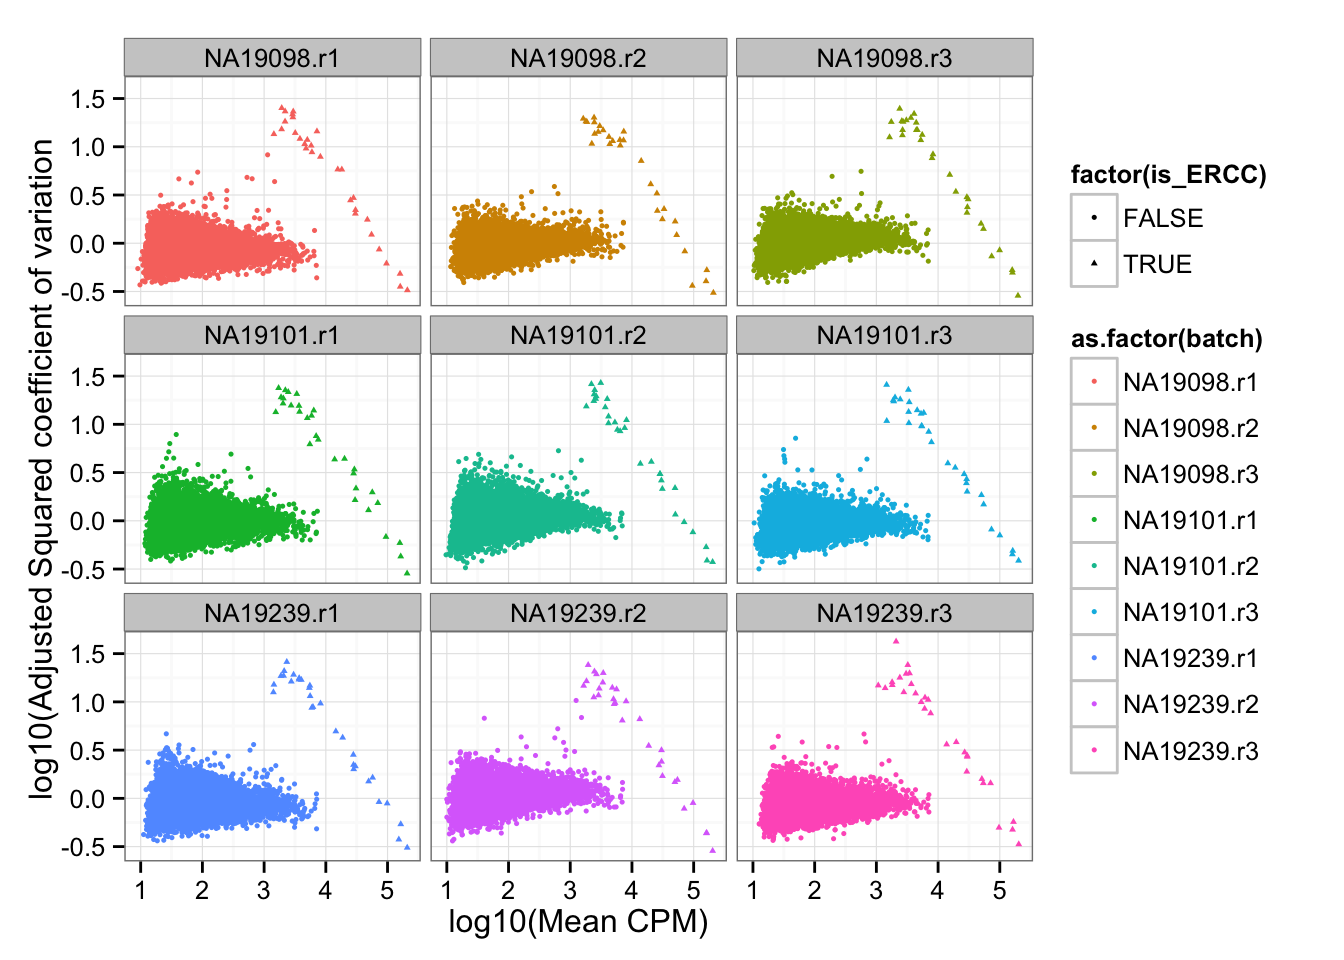 NA19098.r1 NA19098.r2 NA19098.r3
1.5
1.0
0.5
0.0
-0.5
NA19101.r1 NA19101.r2 NA19101.r3
1.5
1.0
0.5
0.0
-0.5
NA19239.r1 NA19239.r2 NA19239.r3
1.5
1.0
0.5
0.0
-0.5
1 2 3 4 5 1 2 3 4 5 1 2 3 4 5
log10(Mean CPM)
log10(Adjusted Squared coefficient of variation
factor(is_ERCC)
FALSE
TRUE
as.factor(batch)
NA19098.r1
NA19098.r2
NA19098.r3
NA19101.r1
NA19101.r2
NA19101.r3
NA19239.r1
NA19239.r2
NA19239.r3